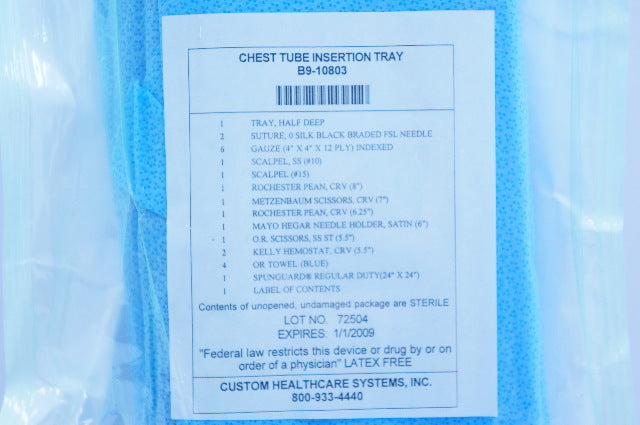 CHEST TUBE INSERTION TRAY
B9-10803
1 TRAY, HALF DEEP
2 SUTURE, 0 SILK BLACK BRADED FSL NEEDLE
6 GAUZE (4" X 4" X 12 PLY) INDEXED
1 SCALPEL, SS (#10)
1 SCALPEL (#15)
1 ROCHESTER PEAN, CRV (8")
1 METZENBAUM SCISSORS, CRV (7")
1 ROCHESTER PEAN, CRV (6.25")
1 MAYO HEGAR NEEDLE HOLDER, SATIN (6")
1 O.R. SCISSORS, SS ST (5.5")
2 KELLY HEMOSTAT, CRV (5.5")
4 OR TOWEL (BLUE)
1 SPUNGUARD® REGULAR DUTY(24" X 24")
1 LABEL OF CONTENTS
Contents of unopened, undamaged package are STERILE
LOT NO. 72504
EXPIRES: 1/1/2009
"Federal law restricts this device or drug by or on
order of a physician" LATEX FREE
CUSTOM HEALTHCARE SYSTEMS, INC.
800-933-4440